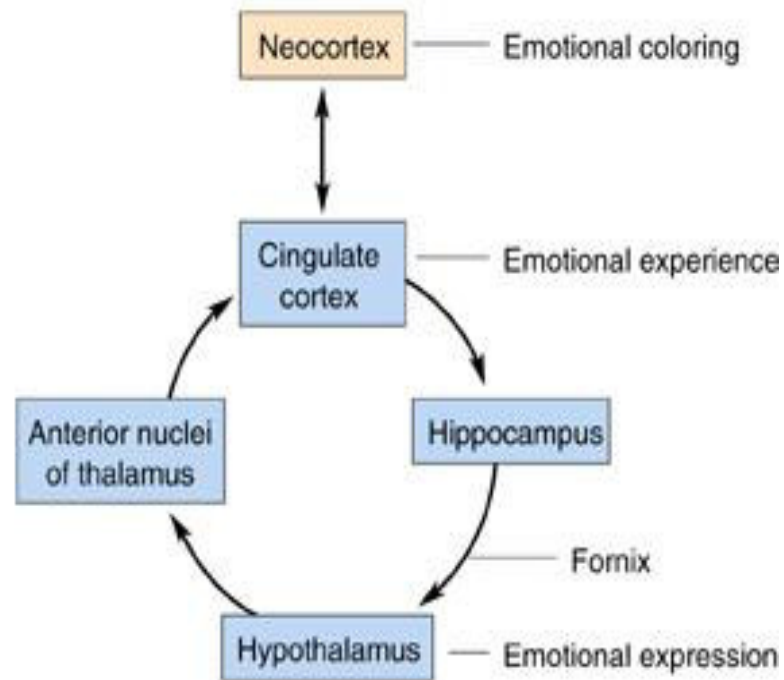 Neocortex
Emotional coloring
Cingulate
cortex
Emotional experience
Anterior nuclei
of thalamus
Hippocampus
Fornix
Hypothalamus
Emotional expression